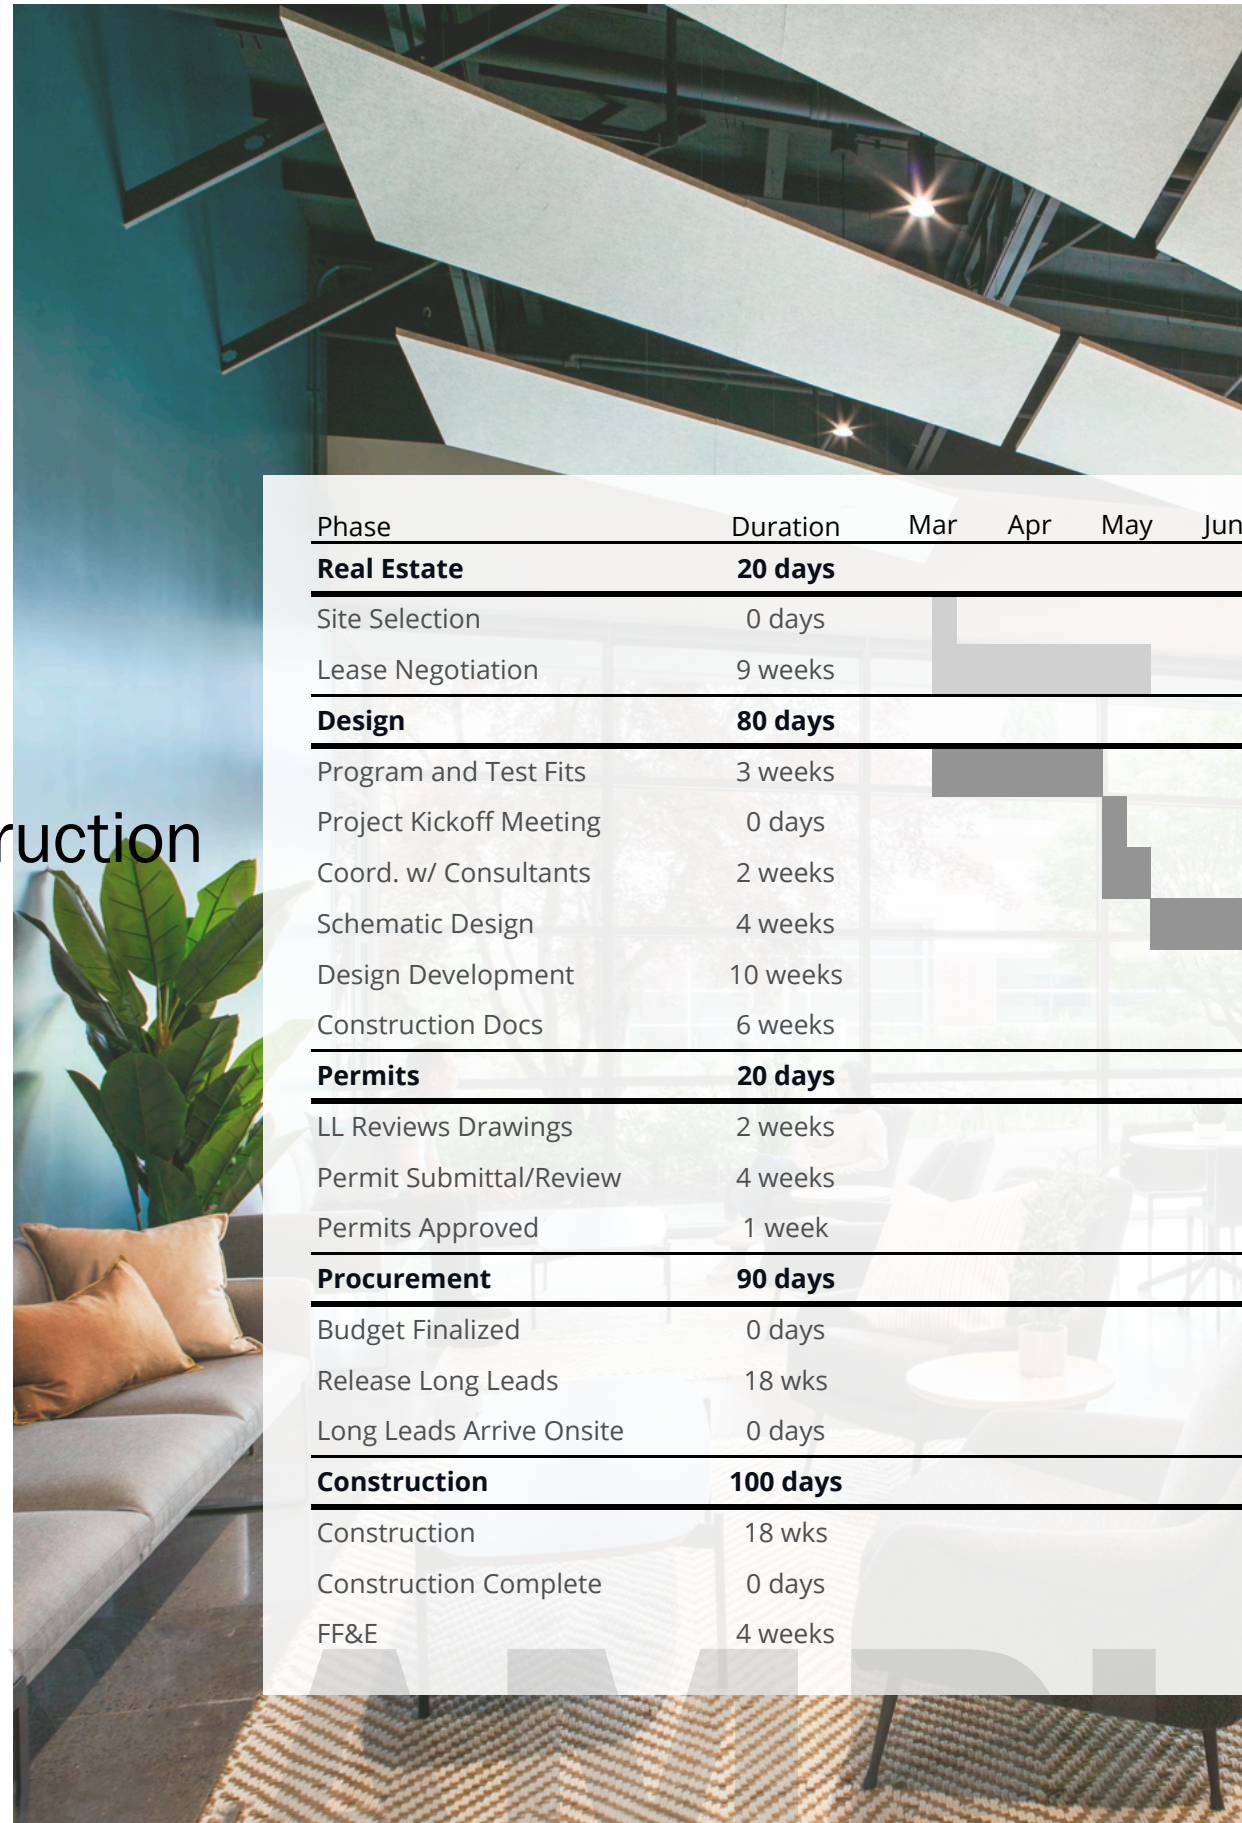 Phase Duration Mar Apr May Jun
Real Estate 20 days
Site Selection 0 days
Lease Negotiation 9 weeks
Design 80 days
Program and Test Fits 3 weeks
Project Kickoff Meeting 0 days
ruction
Coord. w/ Consultants 2 weeks
Schematic Design 4 weeks
Design Development 10 weeks
Construction Docs 6 weeks
Permits 20 days
LL Reviews Drawings 2 weeks
Permit Submittal/Review 4 weeks
Permits Approved 1 week
Procurement 90 days
Budget Finalized 0 days
Release Long Leads 18 wks
Long Leads Arrive Onsite 0 days
Construction 100 days
Construction 18 wks
Construction Complete 0 days
FF&E 4 weeks